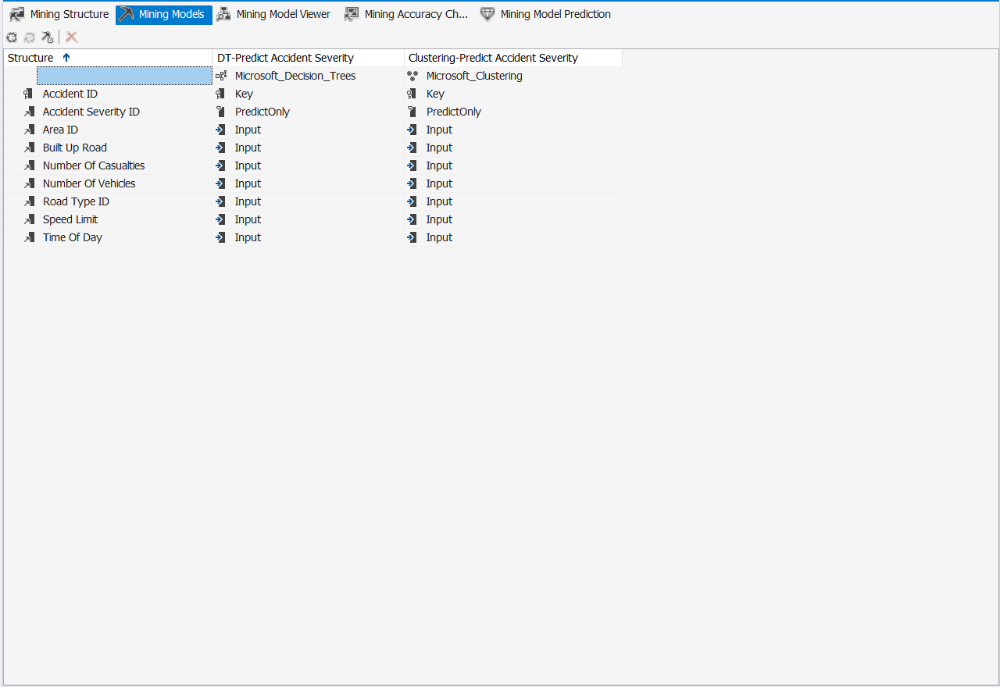 Mining Structure Mining Models Mining Model Viewer Mining Accuracy Ch... Mining Model Prediction
Structure DT-Predict Accident Severity Clustering-Predict Accident Severity
Microsoft_Decision_Trees Microsoft_Clustering
Accident ID Key Key
Accident Severity ID PredictOnly PredictOnly
Area ID Input Input
Built Up Road Input Input
Number Of Casualties Input Input
Number Of Vehicles Input Input
Road Type ID Input Input
Speed Limit Input Input
Time Of Day Input Input